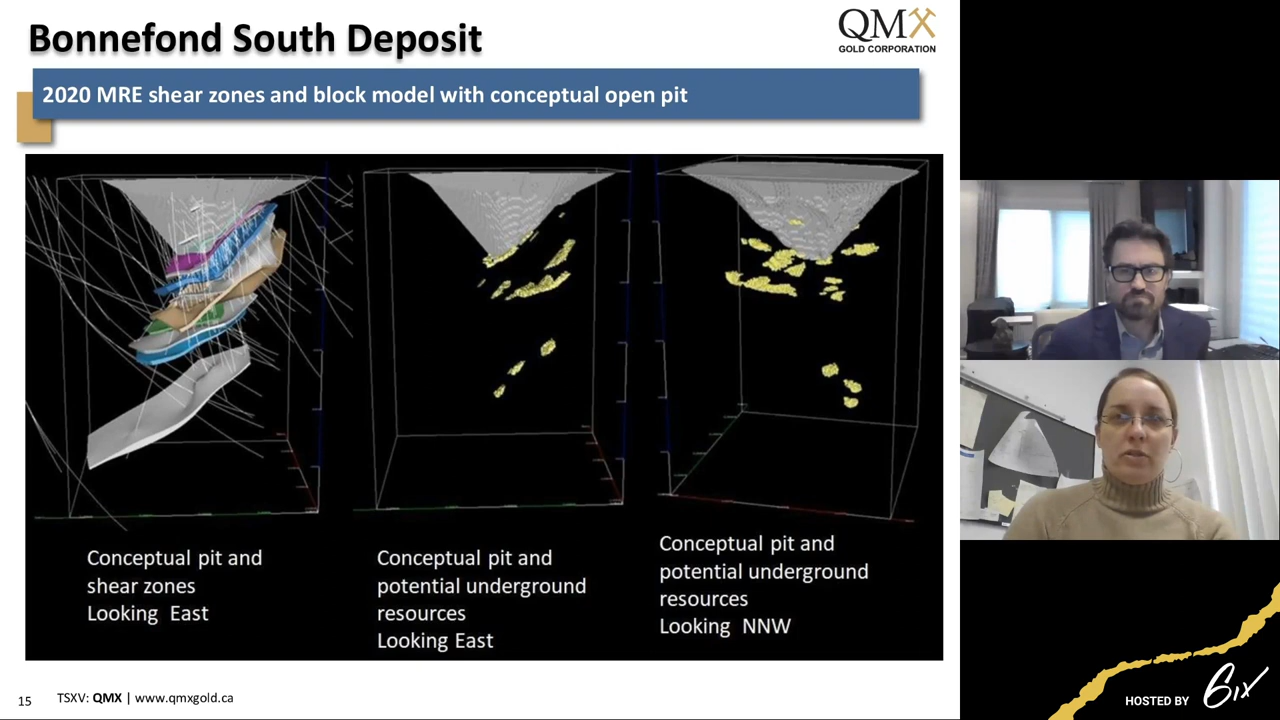 Bonnefond South Deposit
QMX
GOLD CORPORATION
2020 MRE shear zones and block model with conceptual open pit
Conceptual pit and
shear zones
Looking East
Conceptual pit and
potential underground
resources
Looking East
Conceptual pit and
potential underground
resources
Looking NNW
15
TSXV: QMX | www.qmxgold.ca
HOSTED BY
6ix